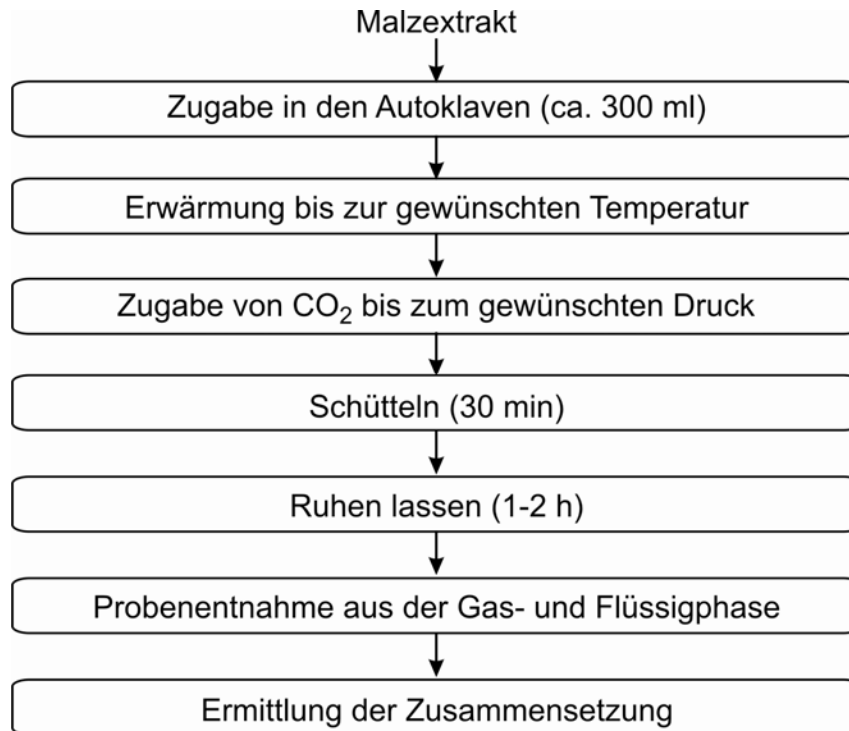 Malzextrakt
Zugabe in den Autoklaven (ca. 300 ml)
Erwärmung bis zur gewünschten Temperatur
Zugabe von CO₂ bis zum gewünschten Druck
Schütteln (30 min)
Ruhen lassen (1-2 h)
Probenentnahme aus der Gas- und Flüssigphase
Ermittlung der Zusammensetzung